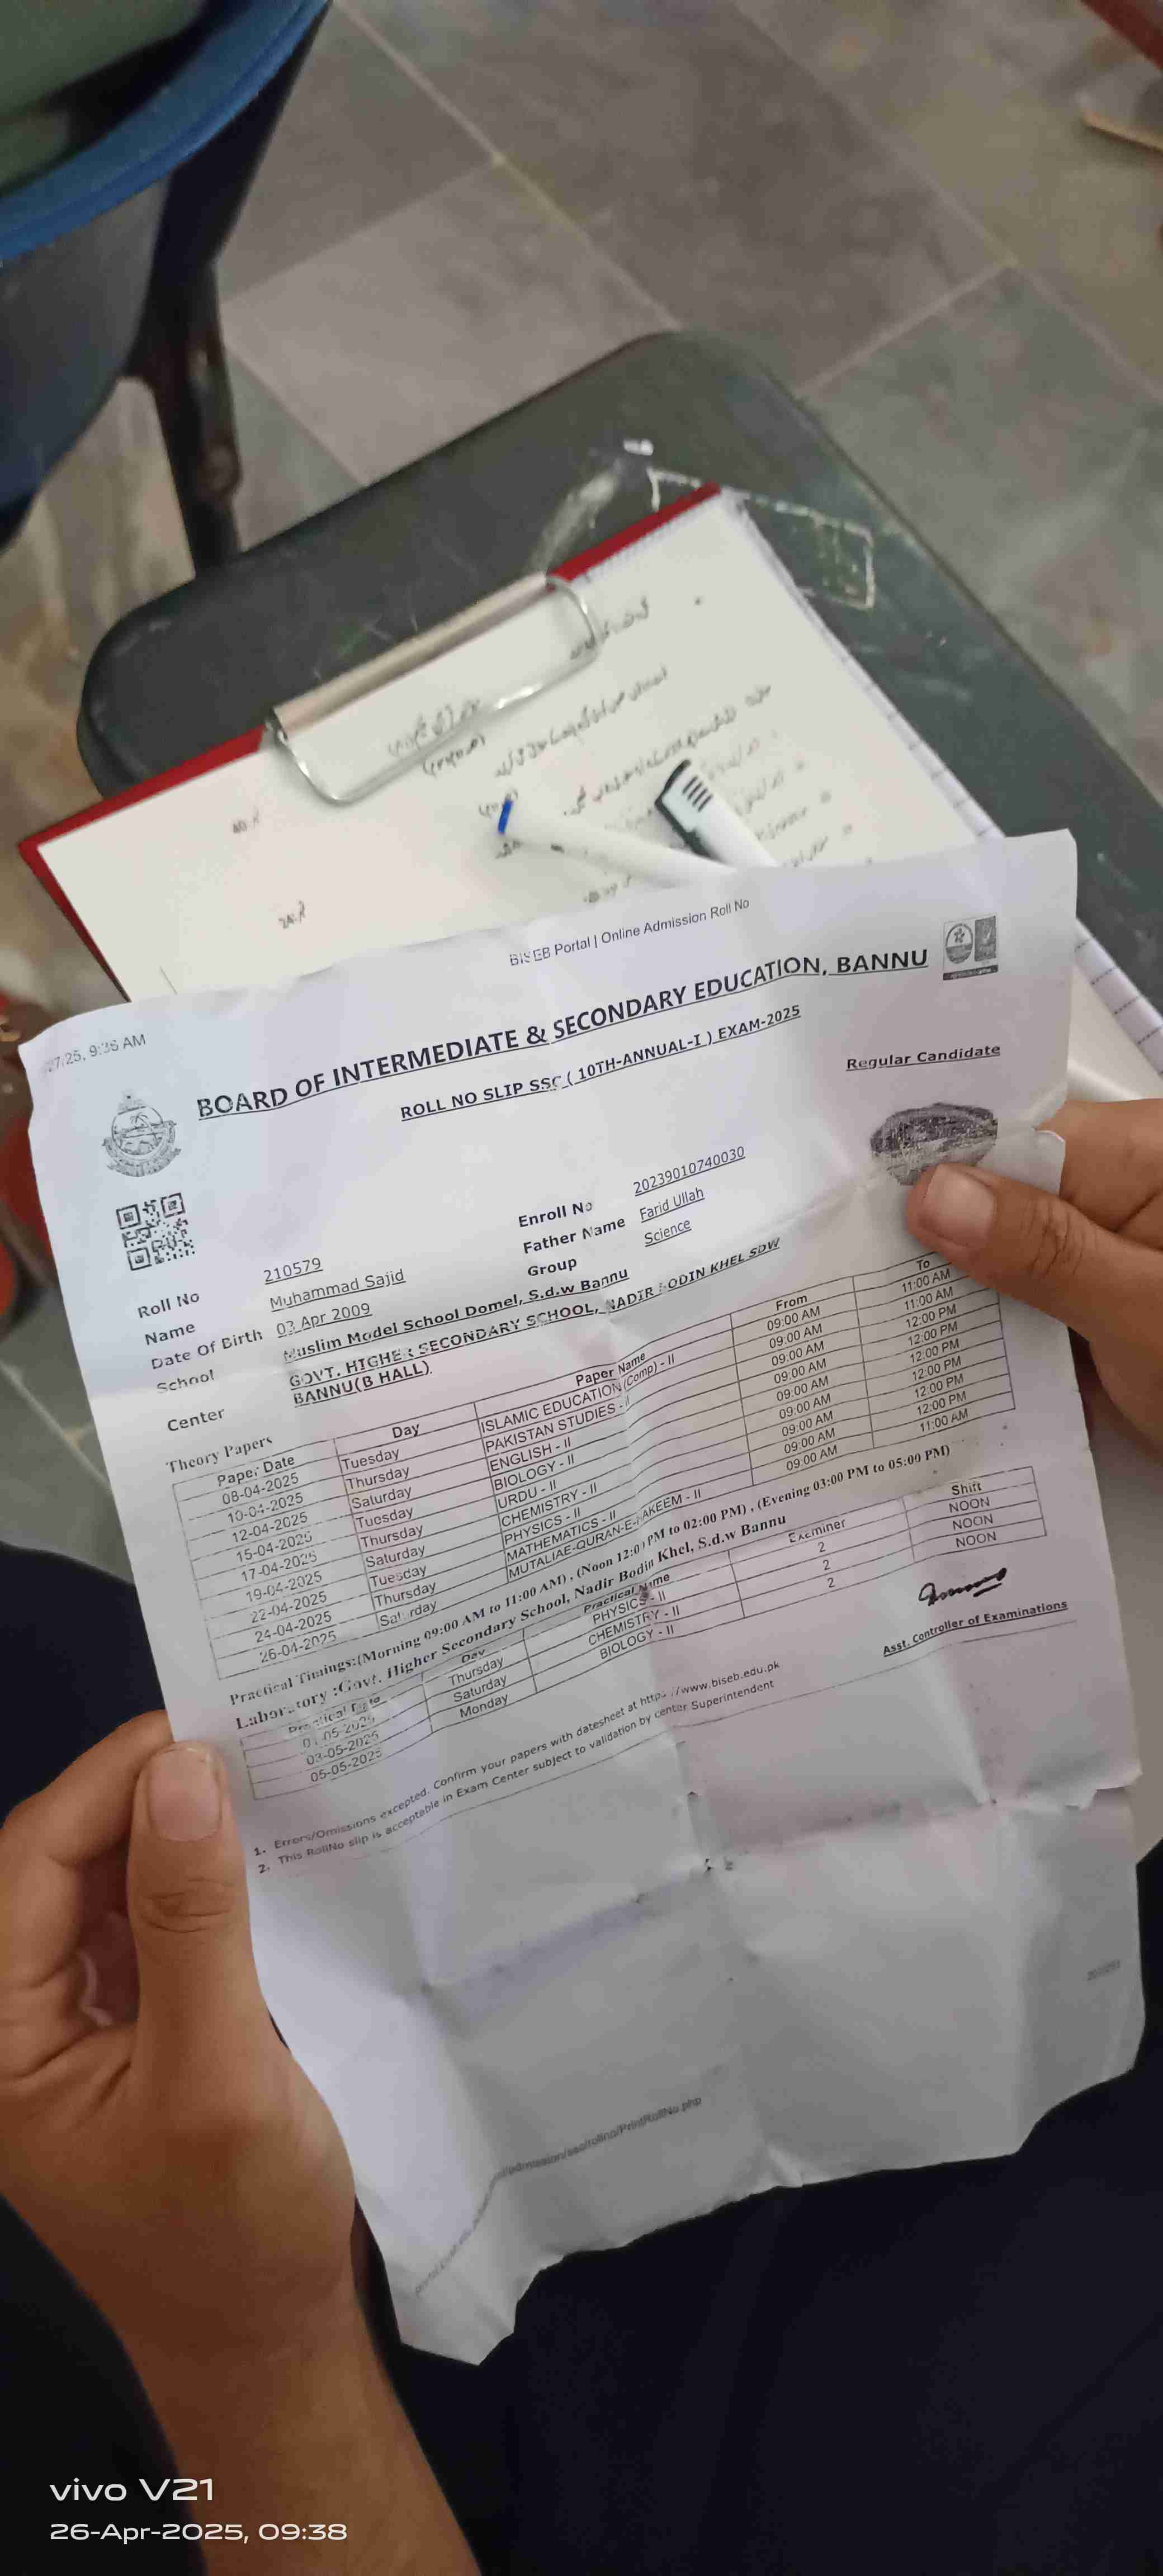 BISEB Portal | Online Admission Roll No
9:36 AM
BOARD OF INTERMEDIATE & SECONDARY EDUCATION, BANNU
ROLL NO SLIP SSC ( 10TH-ANNUAL-I ) EXAM-2025
Regular Candidate
Enroll No 20239010740030
Roll No 210579 Father Name Farid Ullah
Name Muhammad Sajid Group Science
Date Of Birth 03 Apr 2009
School Muslim Model School Domel, S.d.w Bannu
Center GOVT. HIGHER SECONDARY SCHOOL, NADIR BODIN KHEL SDW
BANNU(B HALL)
Theory Papers
Paper Date Day Paper Name From To
08-04-2025 Tuesday ISLAMIC EDUCATION(Comp) - II 09:00 AM 11:00 AM
10-04-2025 Thursday PAKISTAN STUDIES - II 09:00 AM 11:00 AM
12-04-2025 Saturday ENGLISH - II 09:00 AM 12:00 PM
15-04-2025 Tuesday BIOLOGY - II 09:00 AM 12:00 PM
17-04-2025 Thursday URDU - II 09:00 AM 12:00 PM
19-04-2025 Saturday CHEMISTRY - II 09:00 AM 12:00 PM
22-04-2025 Tuesday PHYSICS - II 09:00 AM 12:00 PM
24-04-2025 Thursday MATHEMATICS - II 09:00 AM 12:00 PM
26-04-2025 Saturday MUTALIAE-QURAN-E-HAKEEM - II 09:00 AM 11:00 AM
Practical Timings:(Morning 09:00 AM to 11:00 AM) , (Noon 12:00 PM to 02:00 PM) , (Evening 03:00 PM to 05:00 PM)
Laboratory :Govt. Higher Secondary School, Nadir Bodin Khel, S.d.w Bannu
Practical Date Day Practical Name Examiner Shift
01-05-2025 Thursday PHYSICS - II 2 NOON
03-05-2025 Saturday CHEMISTRY - II 2 NOON
05-05-2025 Monday BIOLOGY - II 2 NOON
Asst. Controller of Examinations
1. Errors/Omissions excepted. Confirm your papers with datesheet at https://www.biseb.edu.pk
2. This RollNo slip is acceptable in Exam Center subject to validation by center Superintendent
vivo V21
26-Apr-2025, 09:38